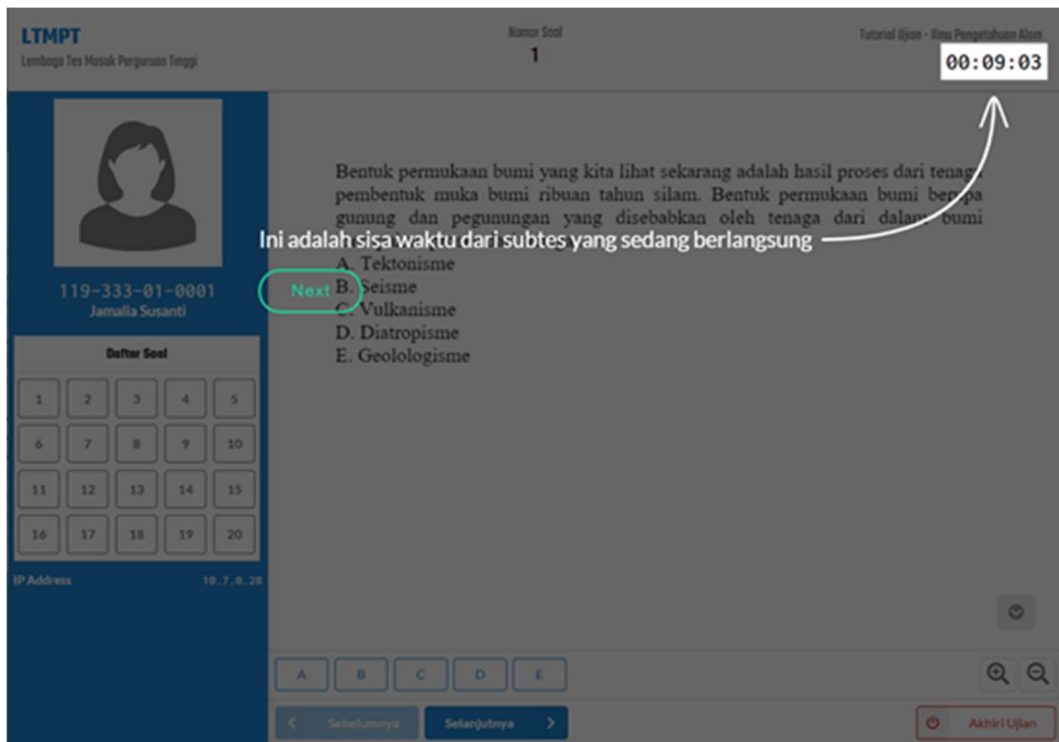 LTMPT
Lembaga Tes Masuk Perguruan Tinggi
Nomor Soal
1
Tutorial Ujian - Ilmu Pengetahuan Alam
00:09:03
119-333-01-0001
Jamalia Susanti
Daftar Soal
1 2 3 4 5
6 7 8 9 10
11 12 13 14 15
16 17 18 19 20
IP Address 10.7.0.28
Bentuk permukaan bumi yang kita lihat sekarang adalah hasil proses dari tenaga
pembentuk muka bumi ribuan tahun silam. Bentuk permukaan bumi berupa
gunung dan pegunungan yang disebabkan oleh tenaga dari dalam bumi
Ini adalah sisa waktu dari subtes yang sedang berlangsung
A. Tektonisme
Next
B. Seisme
C. Vulkanisme
D. Diatropisme
E. Geolologisme
A B C D E
Sebelumnya
Selanjutnya
Akhiri Ujian